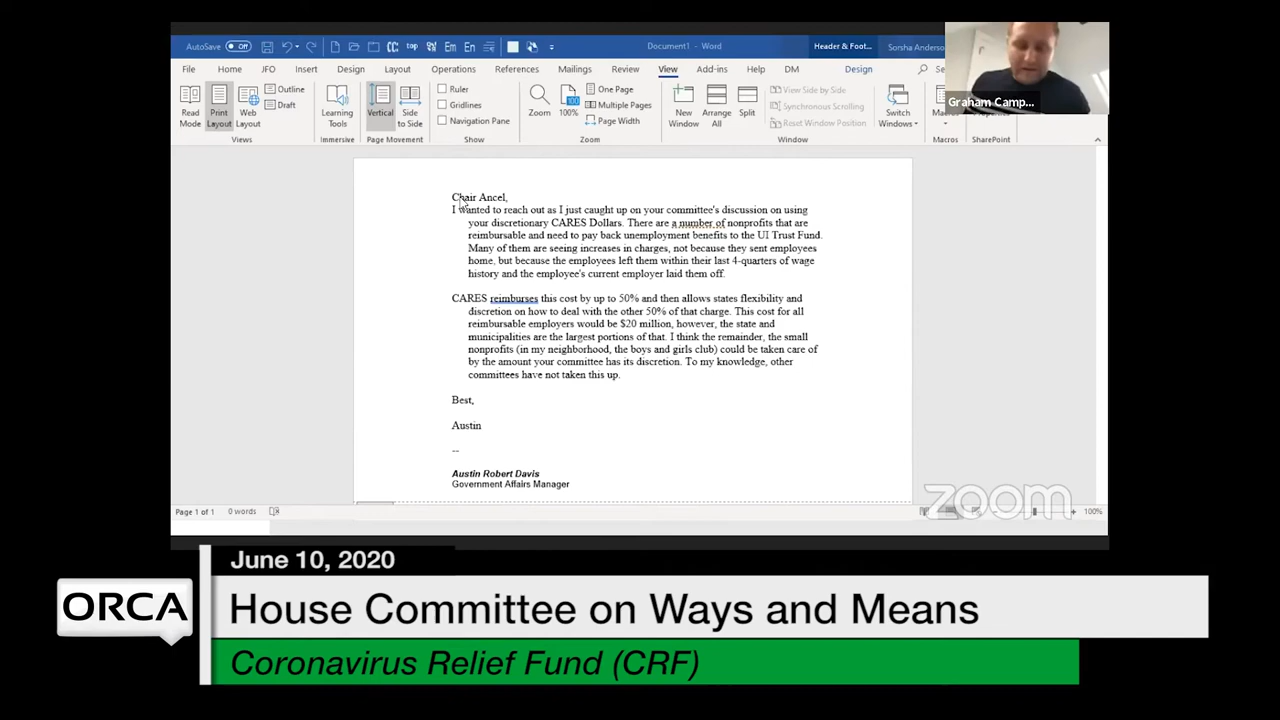 AutoSave Off CC: top Em En Document1 - Word Header & Foot... Sorsha Anderson
File Home JFO Insert Design Layout Operations References Mailings Review View Add-ins Help DM Design
Read Mode Print Layout Web Layout Outline Draft
Views
Learning Tools
Immersive
Vertical Side to Side
Page Movement
Ruler
Gridlines
Navigation Pane
Show
Zoom 100% One Page Multiple Pages Page Width
Zoom
New Window Arrange All Split View Side by Side Synchronous Scrolling Reset Window Position Switch Windows
Window
Macros
Macros
SharePoint
Graham Camp...
Chair Ancel,
I wanted to reach out as I just caught up on your committee's discussion on using
your discretionary CARES Dollars. There are a number of nonprofits that are
reimbursable and need to pay back unemployment benefits to the UI Trust Fund.
Many of them are seeing increases in charges, not because they sent employees
home, but because the employees left them within their last 4-quarters of wage
history and the employee's current employer laid them off.
CARES reimburses this cost by up to 50% and then allows states flexibility and
discretion on how to deal with the other 50% of that charge. This cost for all
reimbursable employers would be $20 million, however, the state and
municipalities are the largest portions of that. I think the remainder, the small
nonprofits (in my neighborhood, the boys and girls club) could be taken care of
by the amount your committee has its discretion. To my knowledge, other
committees have not taken this up.
Best,
Austin
--
Austin Robert Davis
Government Affairs Manager
Page 1 of 1 0 words 100%
zoom
June 10, 2020
ORCA
House Committee on Ways and Means
Coronavirus Relief Fund (CRF)